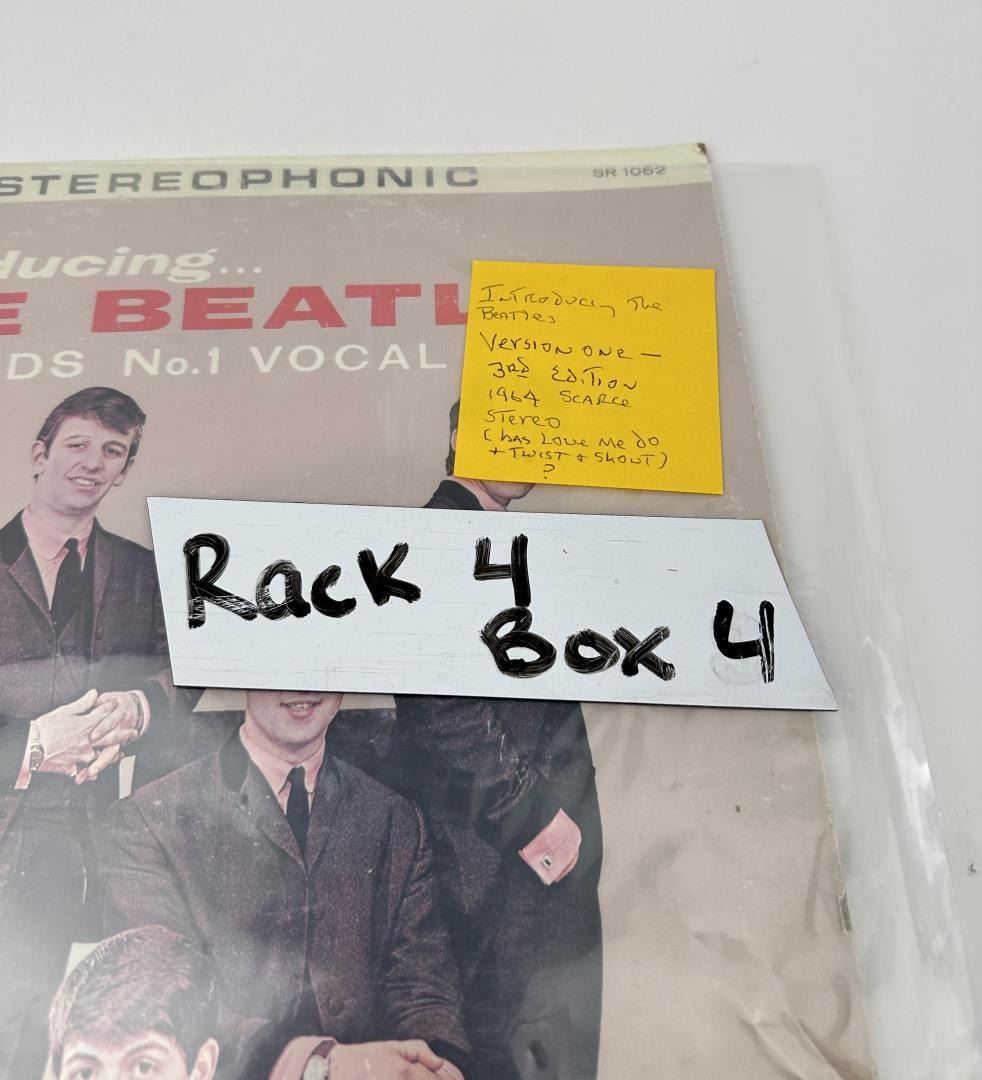 STEREOPHONIC
SR 1062
ducing...
E BEATL
DS No.1 VOCAL
Introducing The
Beatles
Version one —
3RD Edition
1964 SCARCE
Stereo
(has Love Me Do
+ TWIST + Shout)
?
Rack 4
Box 4